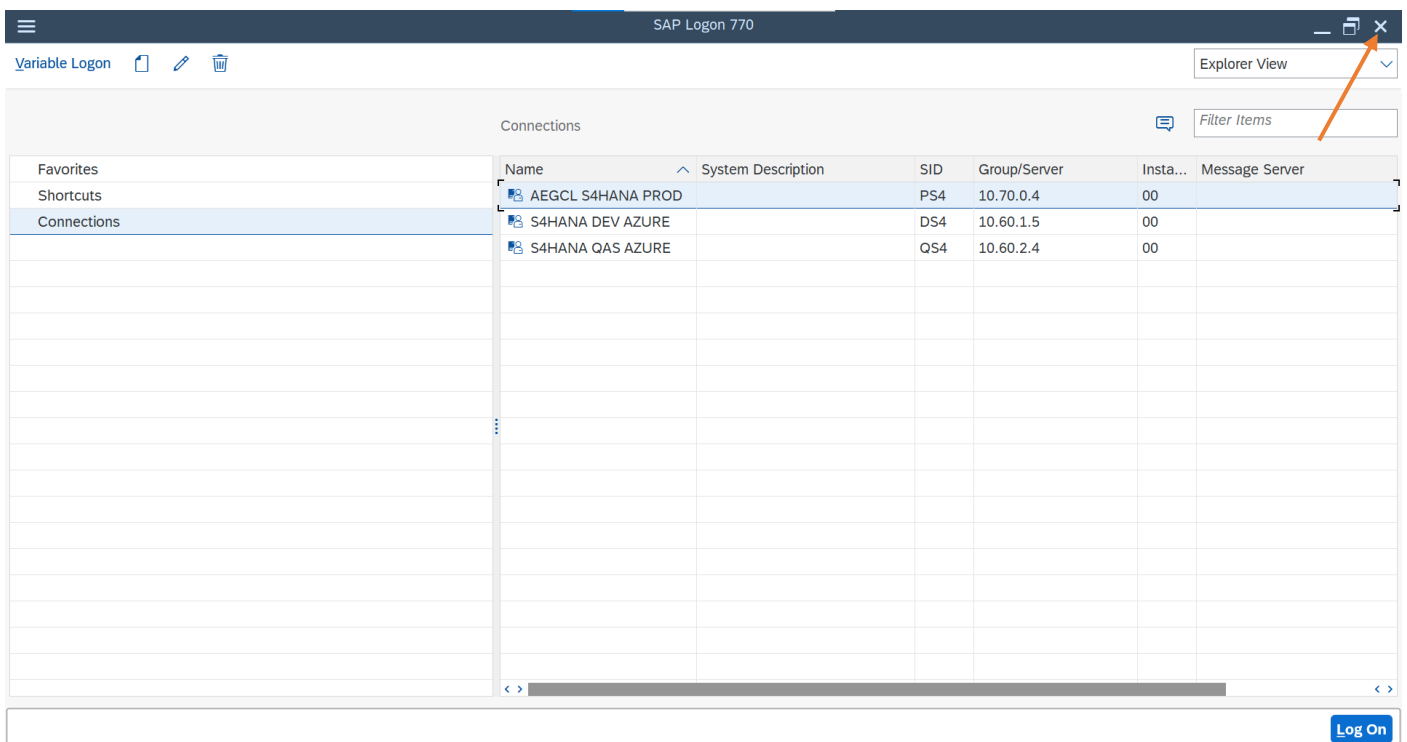 SAP Logon 770
Variable Logon
Explorer View
Connections
Filter Items
Favorites
Shortcuts
Connections
Name System Description SID Group/Server Insta... Message Server
AEGCL S4HANA PROD PS4 10.70.0.4 00
S4HANA DEV AZURE DS4 10.60.1.5 00
S4HANA QAS AZURE QS4 10.60.2.4 00
Log On